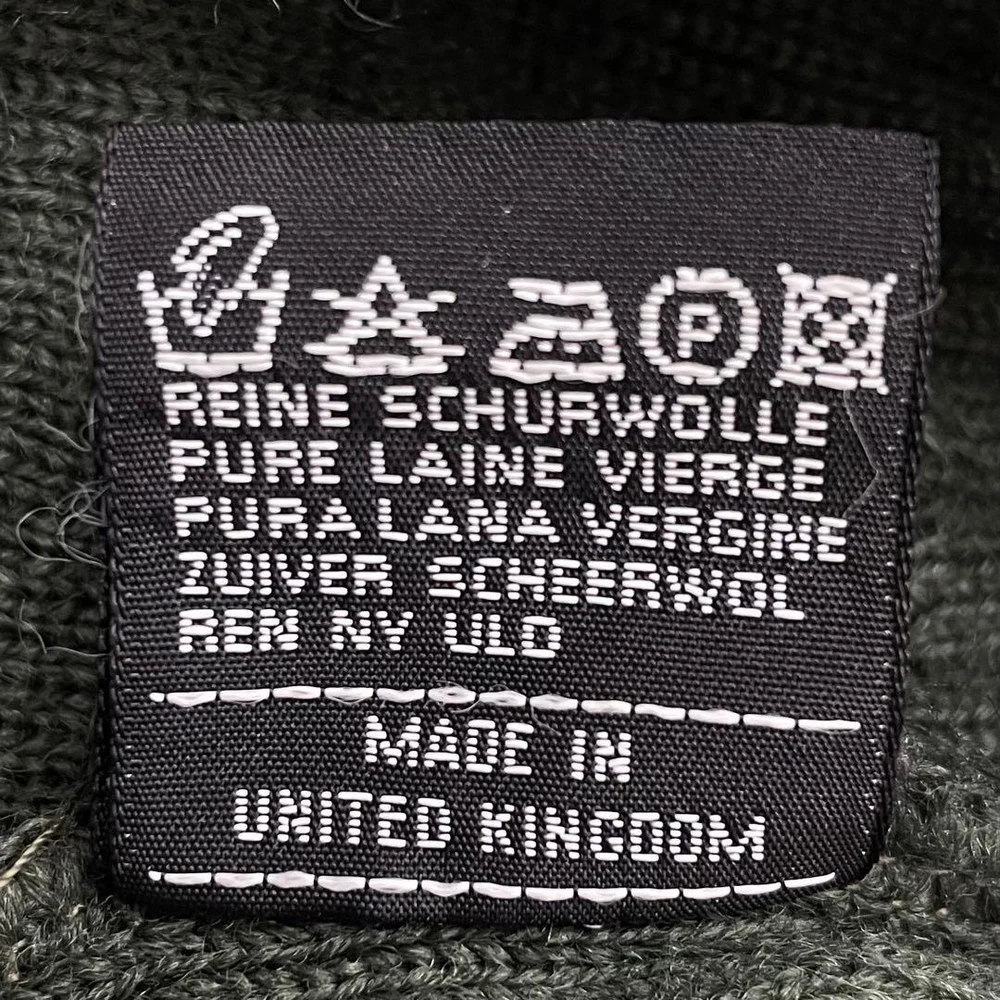 P
REINE SCHURWOLLE
PURE LAINE VIERGE
PURA LANA VERGINE
ZUIVER SCHEERWOL
REN NY ULD
MADE IN
UNITED KINGDOM